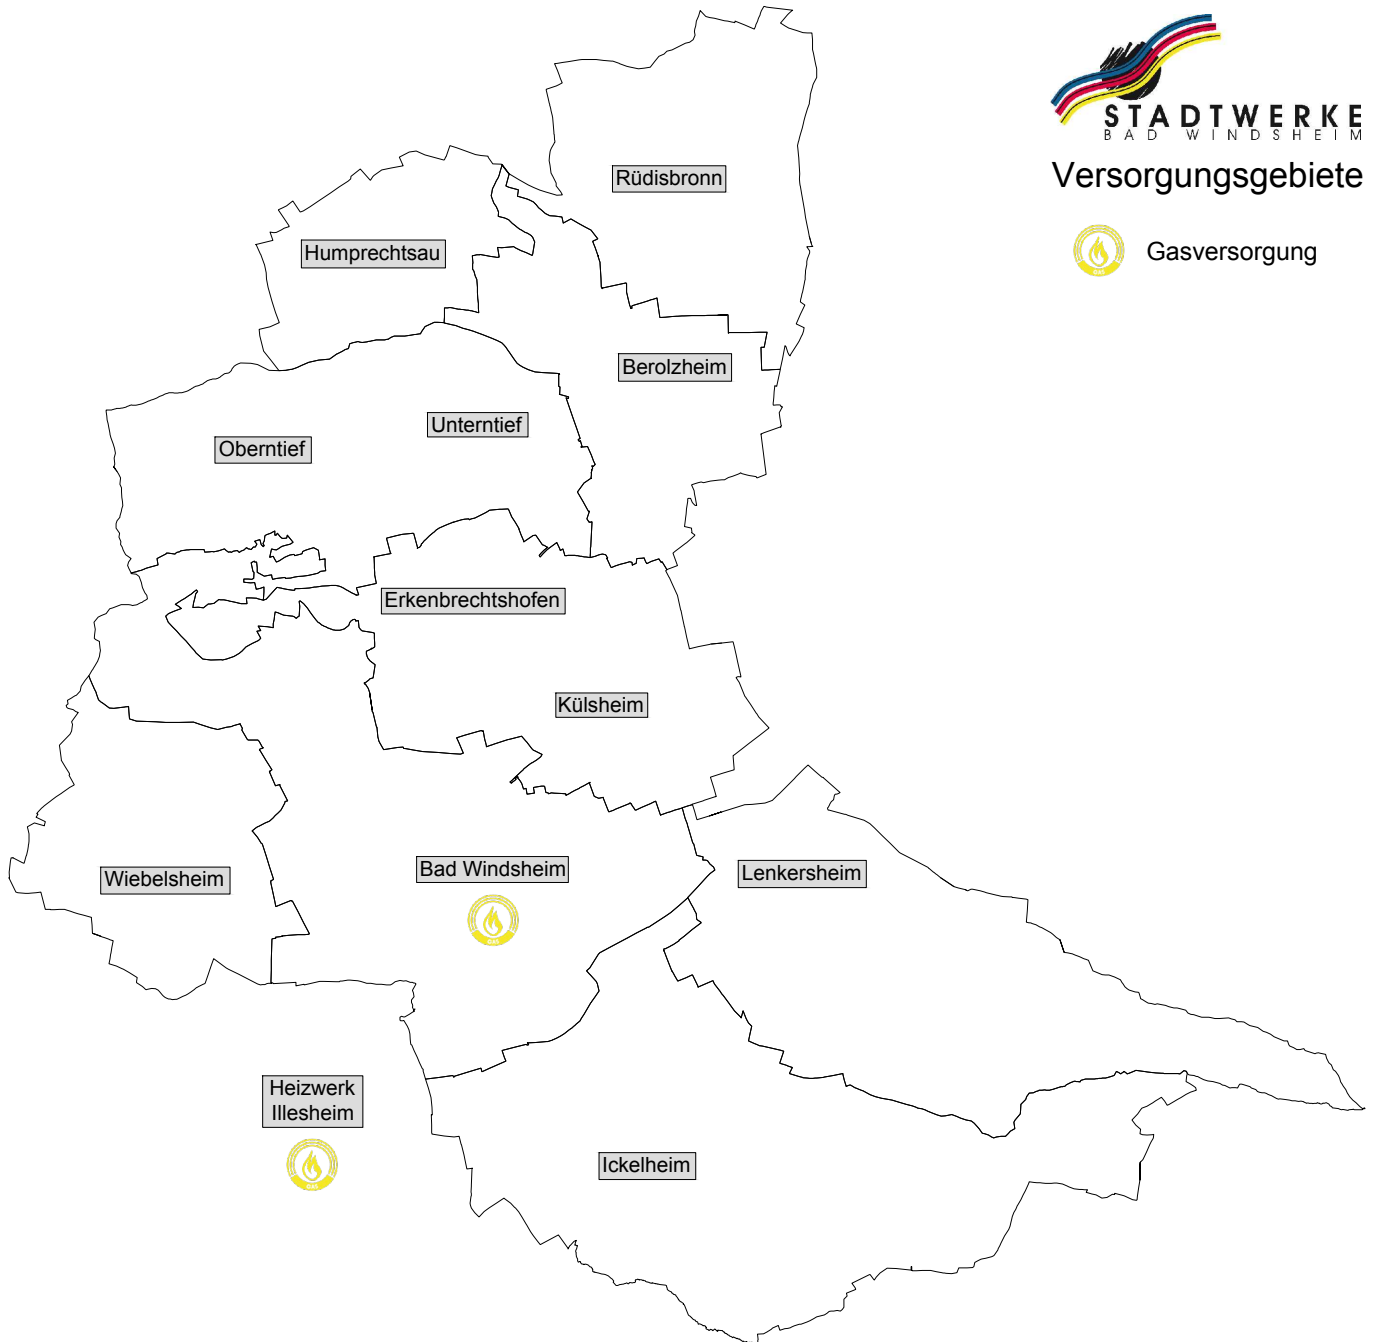 STADTWERKE
BAD WINDSHEIM
Versorgungsgebiete
Gasversorgung
Rüdisbronn
Humprechtsau
Berolzheim
Unterntief
Oberntief
Erkenbrechtshofen
Külsheim
Bad Windsheim
Lenkersheim
Wiebelsheim
Heizwerk
Illesheim
Ickelheim